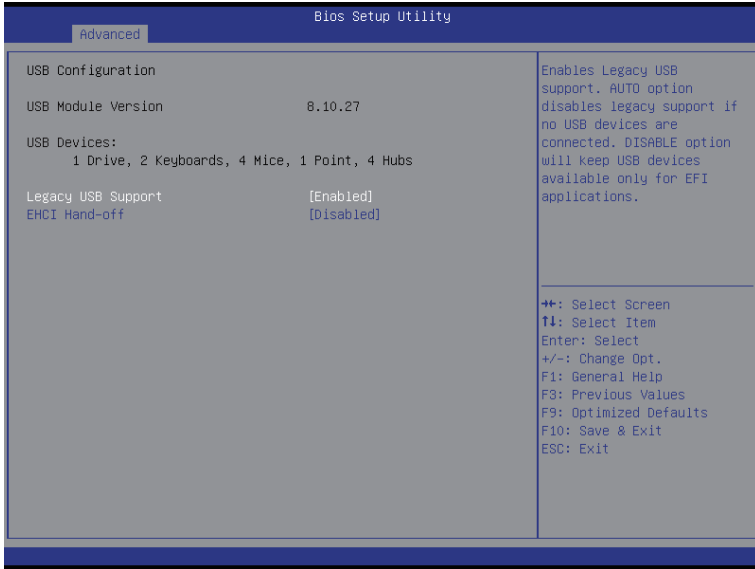 Bios Setup Utility
Advanced
USB Configuration
USB Module Version 8.10.27
USB Devices:
1 Drive, 2 Keyboards, 4 Mice, 1 Point, 4 Hubs
Legacy USB Support [Enabled]
EHCI Hand-off [Disabled]
Enables Legacy USB
support. AUTO option
disables legacy support if
no USB devices are
connected. DISABLE option
will keep USB devices
available only for EFI
applications.
→←: Select Screen
↑↓: Select Item
Enter: Select
+/-: Change Opt.
F1: General Help
F3: Previous Values
F9: Optimized Defaults
F10: Save & Exit
ESC: Exit